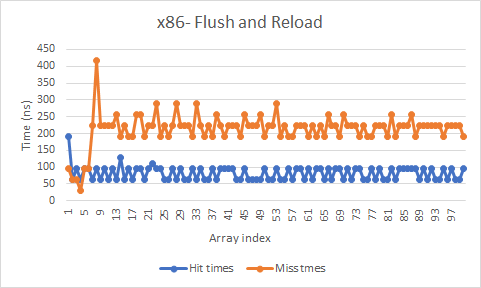 x86- Flush and Reload
450
400
350
300
250
200
150
100
50
0
Time (ns)
1 5 9 13 17 21 25 29 33 37 41 45 49 53 57 61 65 69 73 77 81 85 89 93 97
Array index
Hit times Miss tmes